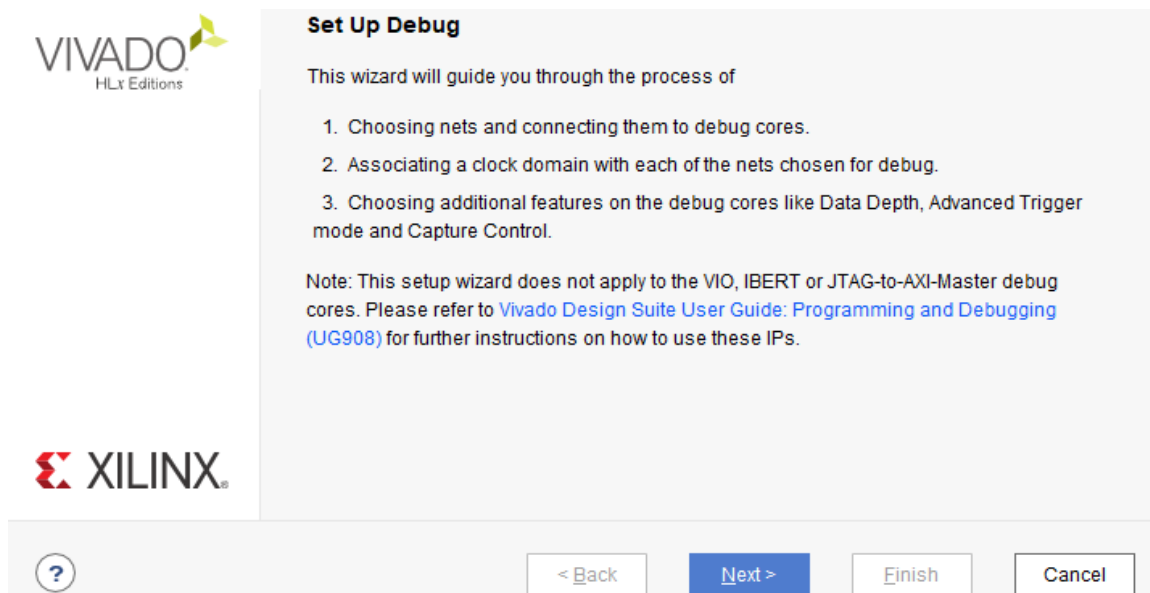 VIVADO.
HLx Editions
Set Up Debug
This wizard will guide you through the process of
1. Choosing nets and connecting them to debug cores.
2. Associating a clock domain with each of the nets chosen for debug.
3. Choosing additional features on the debug cores like Data Depth, Advanced Trigger
mode and Capture Control.
Note: This setup wizard does not apply to the VIO, IBERT or JTAG-to-AXI-Master debug
cores. Please refer to Vivado Design Suite User Guide: Programming and Debugging
(UG908) for further instructions on how to use these IPs.
XILINX®
?
< Back
Next >
Finish
Cancel